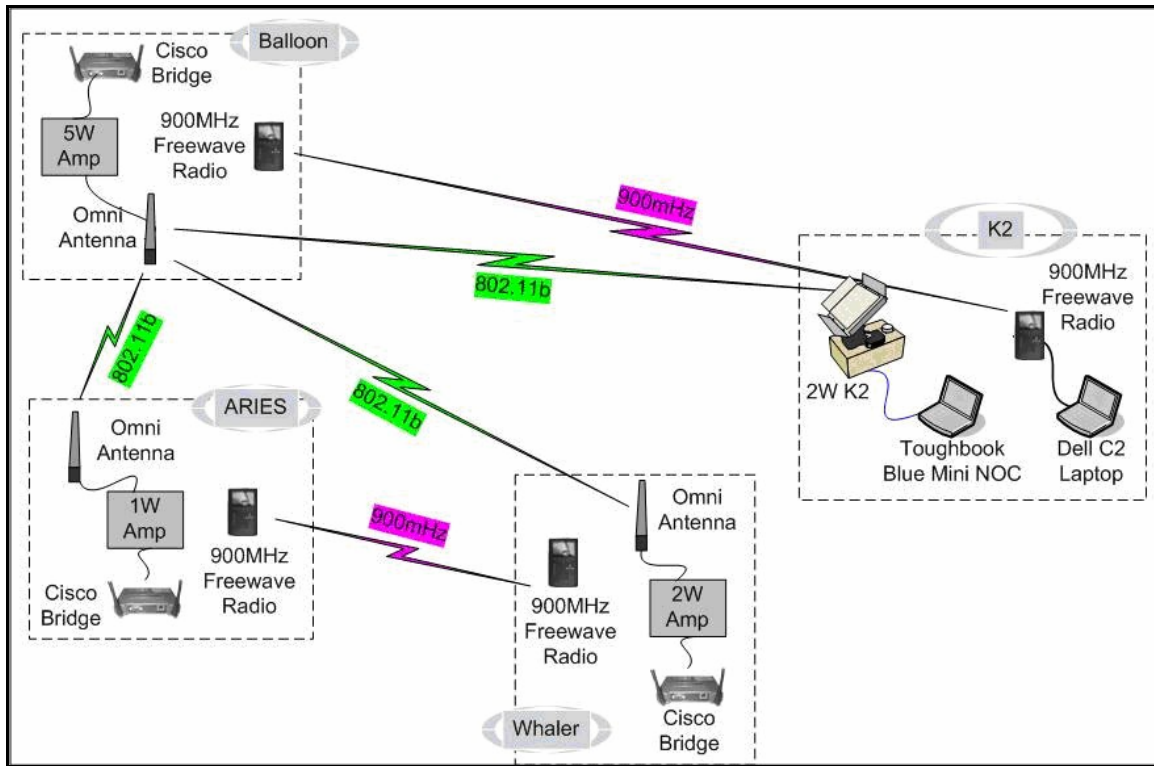 Balloon
Cisco
Bridge
900MHz
Freewave
Radio
5W
Amp
Omni
Antenna
900mHz
802.11b
K2
900MHz
Freewave
Radio
2W K2
Toughbook
Blue Mini NOC
Dell C2
Laptop
802.11b
802.11b
ARIES
Omni
Antenna
1W
Amp
900MHz
Freewave
Radio
Cisco
Bridge
900mHz
Omni
Antenna
900MHz
Freewave
Radio
2W
Amp
Cisco
Bridge
Whaler